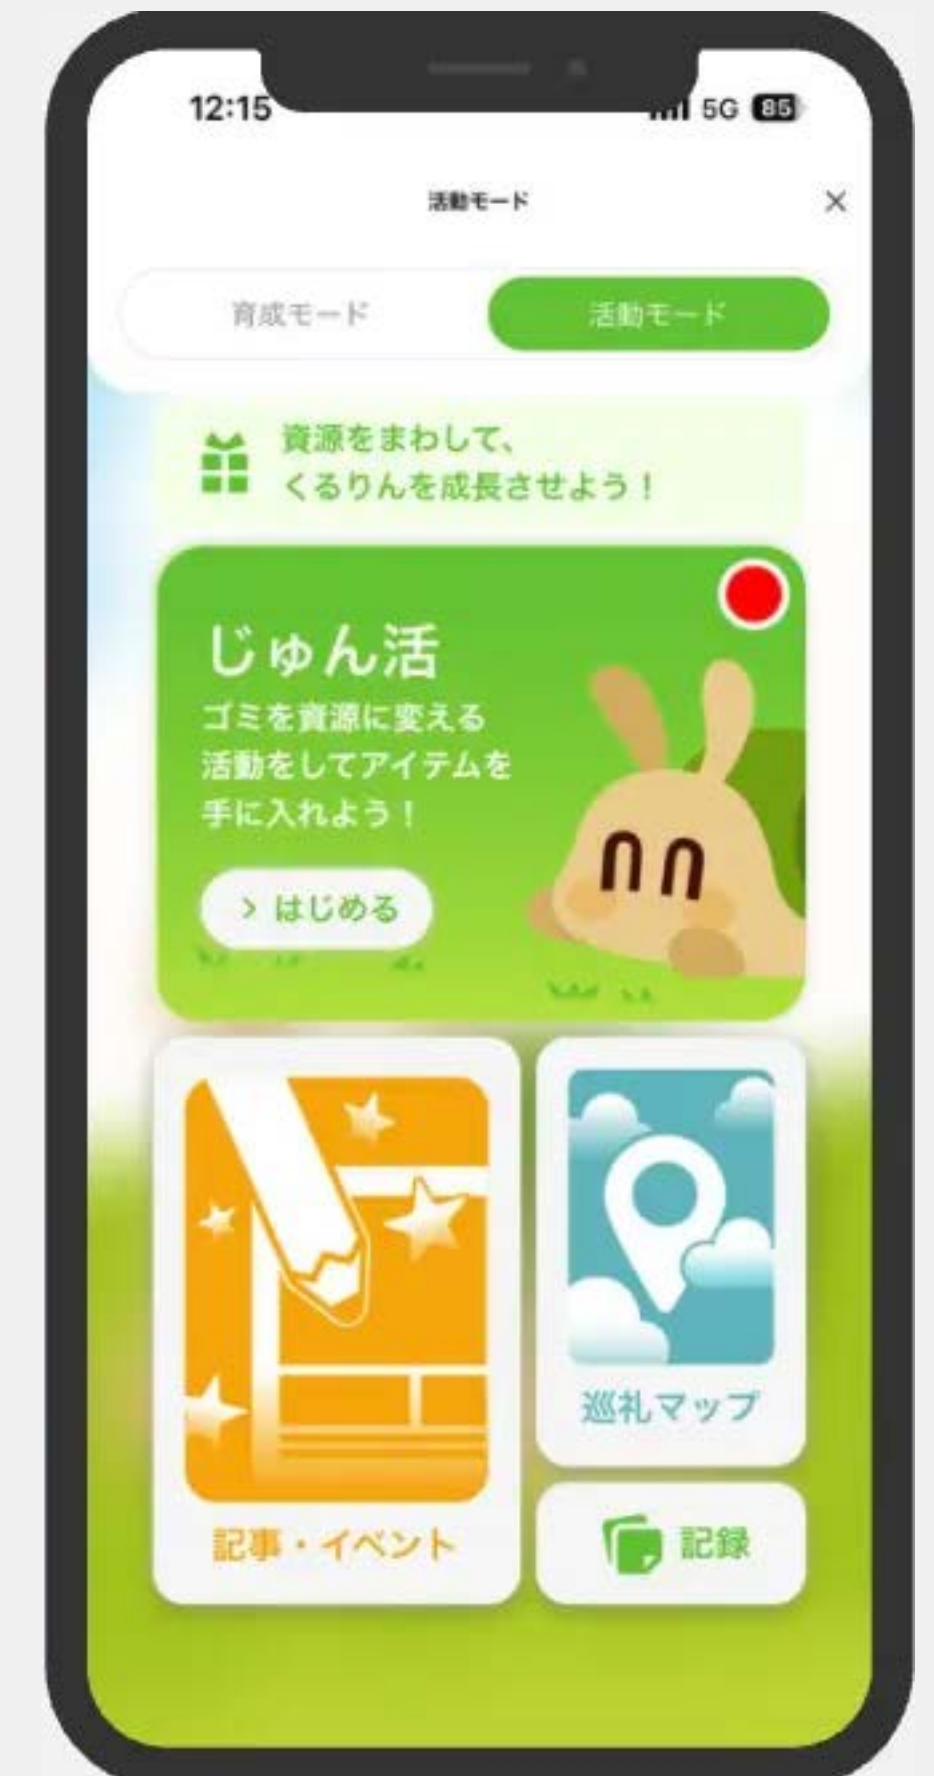 12:15
5G 85
活動モード
×
育成モード
活動モード
資源をまわして、
くるりんを成長させよう！
じゅん活
ゴミを資源に変える
活動をしてアイテムを
手に入れよう！
> はじめる
巡礼マップ
記事・イベント
記録